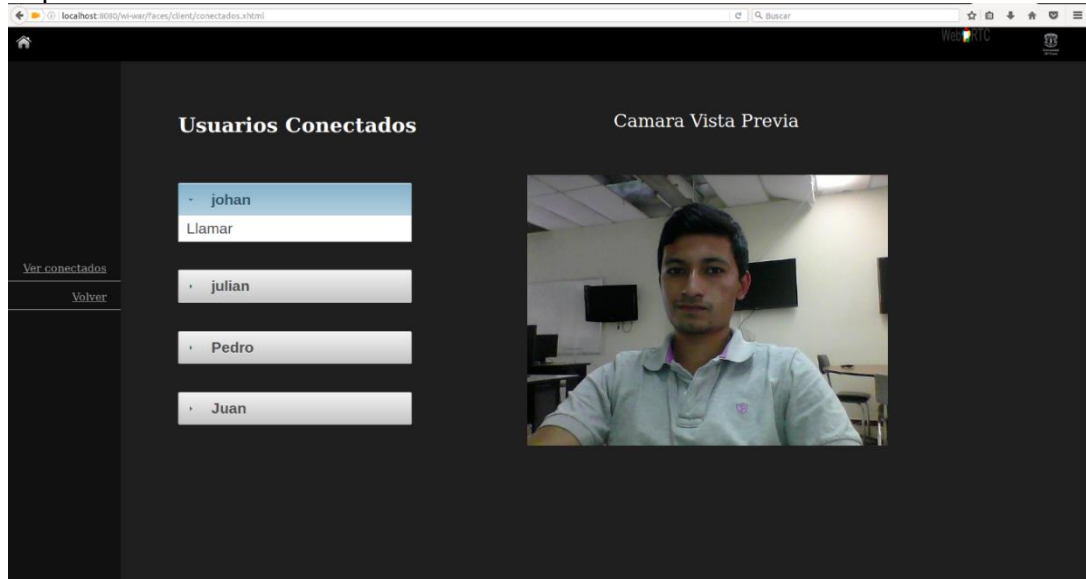 localhost:8080/wi-war/faces/client/conectados.xhtml
Buscar
WebRTC
Usuarios Conectados
Camara Vista Previa
johan
Llamar
julian
Pedro
Juan
Ver conectados
Volver